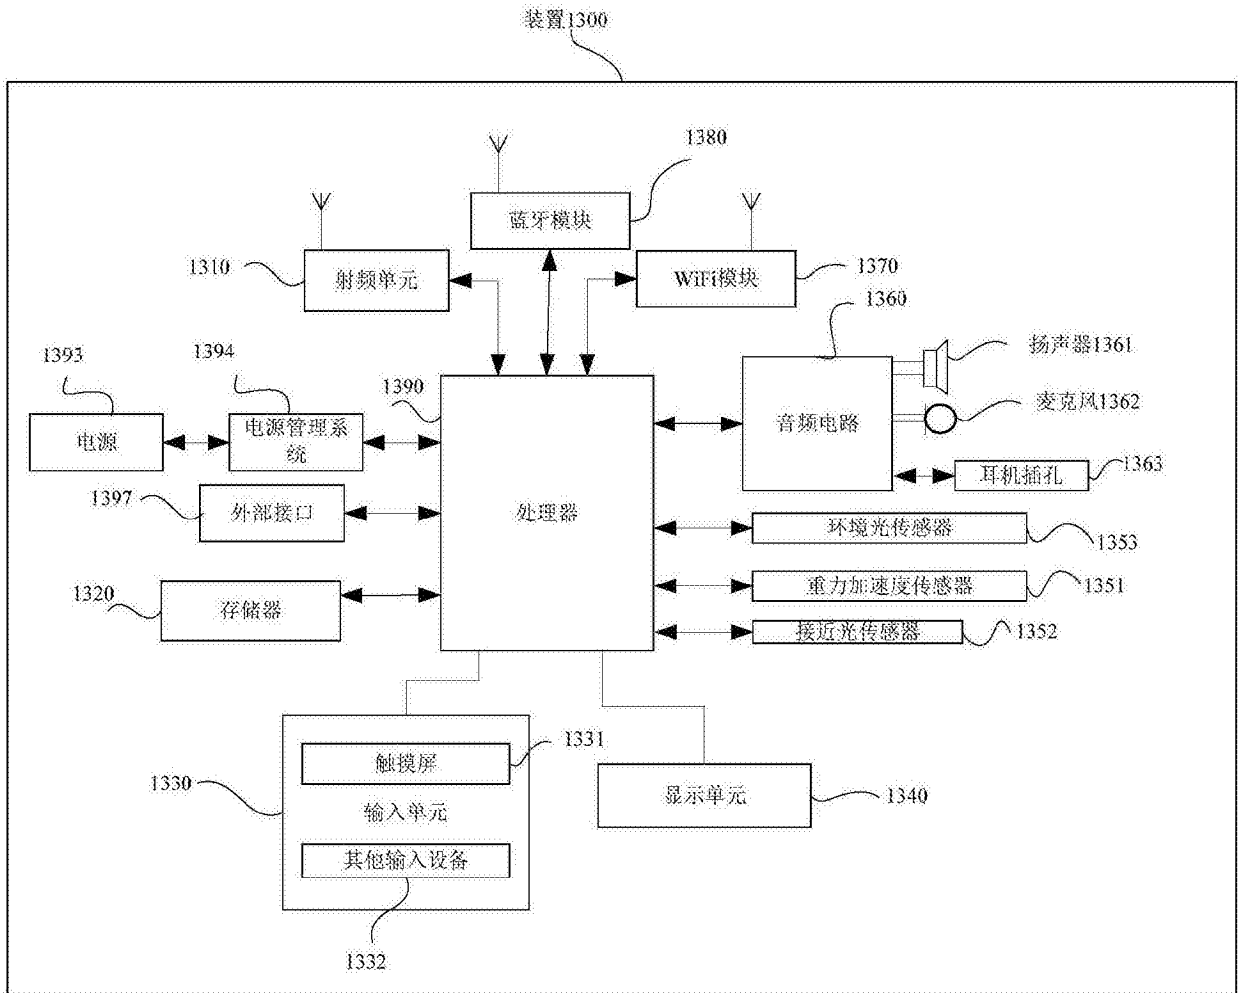 装置1300
1380
蓝牙模块
1310
射频单元
WiFi模块
1370
1360
扬声器1361
1393
1394
1390
麦克风1362
电源
电源管理系
统
音频电路
耳机插孔
1363
1397
外部接口
处理器
环境光传感器
1353
1320
存储器
重力加速度传感器
1351
接近光传感器
1352
1331
触摸屏
1330
输入单元
显示单元
1340
其他输入设备
1332